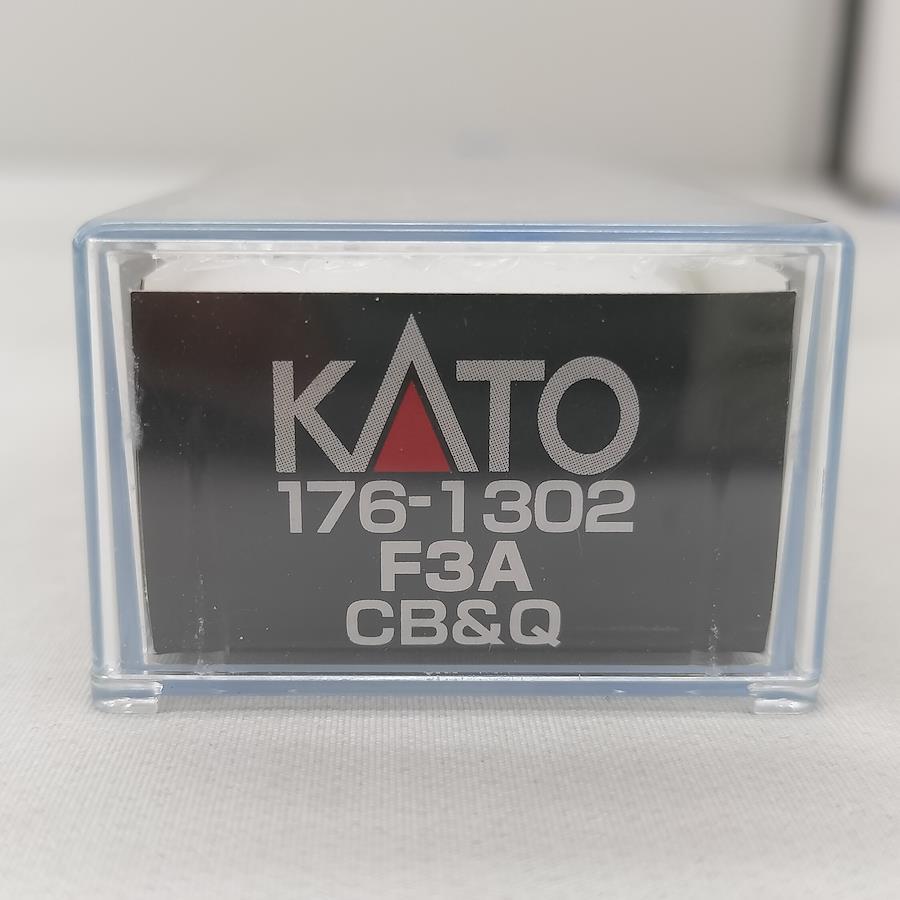 KATO
176-1302
F3A
CB&Q